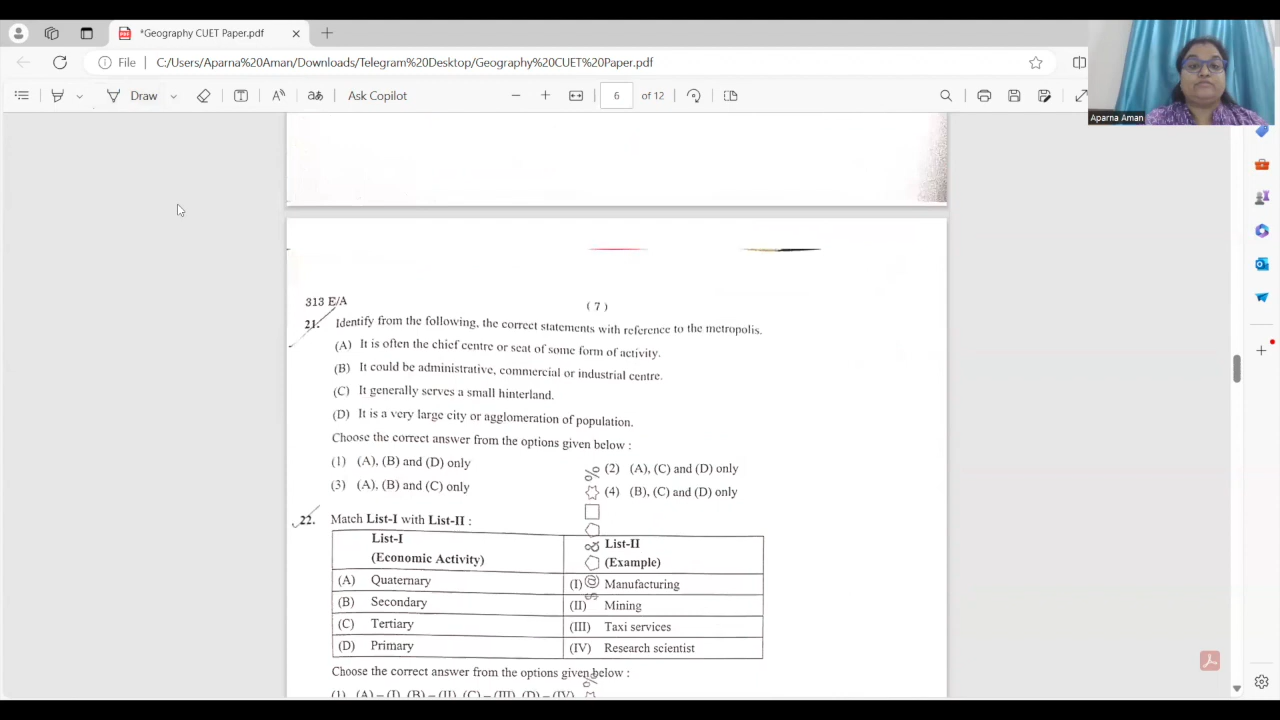 *Geography CUET Paper.pdf
File C:/Users/Aparna%20Aman/Downloads/Telegram%20Desktop/Geography%20CUET%20Paper.pdf
Draw Ask Copilot 6 of 12
Aparna Aman
313 E/A
( 7 )
21. Identify from the following, the correct statements with reference to the metropolis.
(A) It is often the chief centre or seat of some form of activity.
(B) It could be administrative, commercial or industrial centre.
(C) It generally serves a small hinterland.
(D) It is a very large city or agglomeration of population.
Choose the correct answer from the options given below :
(1) (A), (B) and (D) only (2) (A), (C) and (D) only
(3) (A), (B) and (C) only (4) (B), (C) and (D) only
22. Match List-I with List-II :
List-I List-II
(Economic Activity) (Example)
(A) Quaternary (I) Manufacturing
(B) Secondary (II) Mining
(C) Tertiary (III) Taxi services
(D) Primary (IV) Research scientist
Choose the correct answer from the options given below :
(1) (A) – (I), (B) – (II), (C) – (III), (D) – (IV)